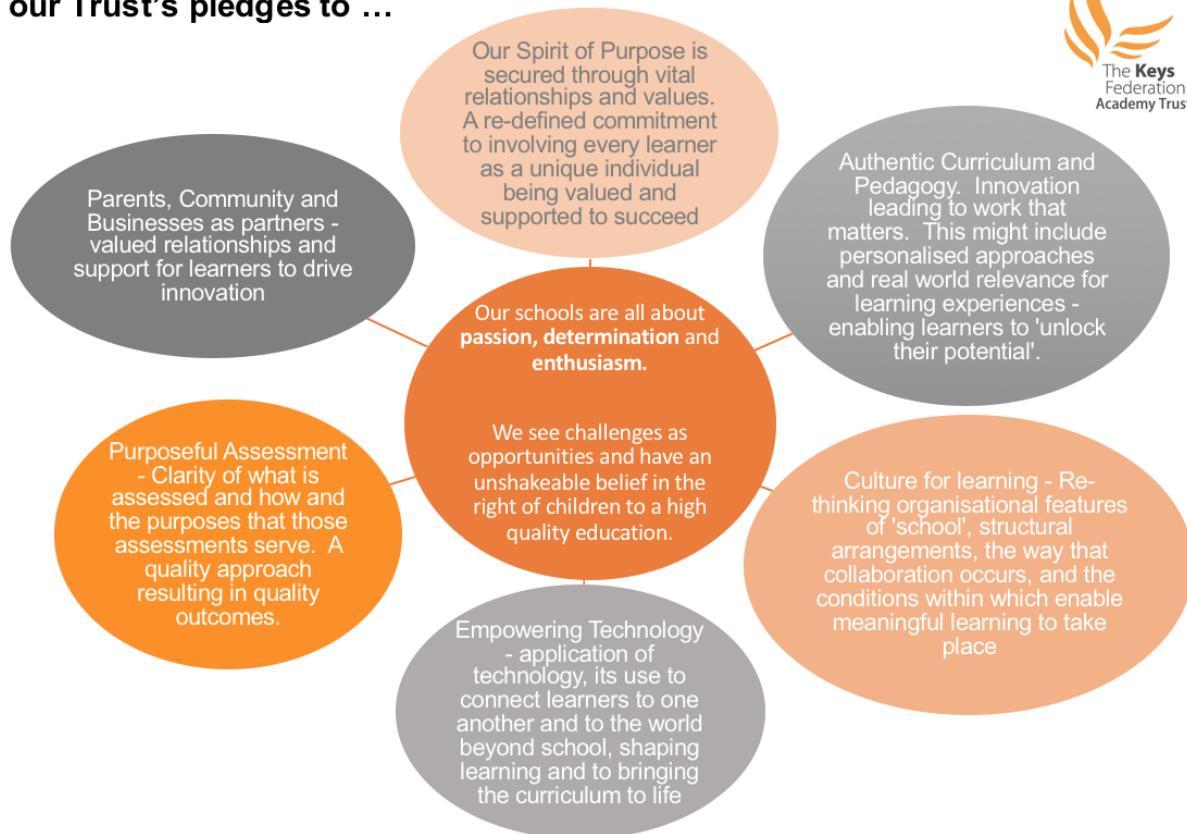 our Trust's pledges to ...
The Keys
Federation
Academy Trus
Our Spirit of Purpose is
secured through vital
relationships and values.
A re-defined commitment
to involving every learner
as a unique individual
being valued and
supported to succeed
Parents, Community and
Businesses as partners -
valued relationships and
support for learners to drive
innovation
Authentic Curriculum and
Pedagogy.  Innovation
leading to work that
matters.  This might include
personalised approaches
and real world relevance for
learning experiences -
enabling learners to 'unlock
their potential'.
Our schools are all about
passion, determination and
enthusiasm.
We see challenges as
opportunities and have an
unshakeable belief in the
right of children to a high
quality education.
Purposeful Assessment
- Clarity of what is
assessed and how and
the purposes that those
assessments serve.  A
quality approach
resulting in quality
outcomes.
Culture for learning - Re-
thinking organisational features
of 'school', structural
arrangements, the way that
collaboration occurs, and the
conditions within which enable
meaningful learning to take
place
Empowering Technology
- application of
technology, its use to
connect learners to one
another and to the world
beyond school, shaping
learning and to bringing
the curriculum to life